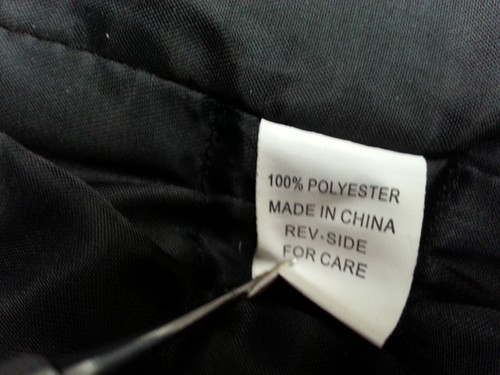 100% POLYESTER
MADE IN CHINA
REV-SIDE
FOR CARE